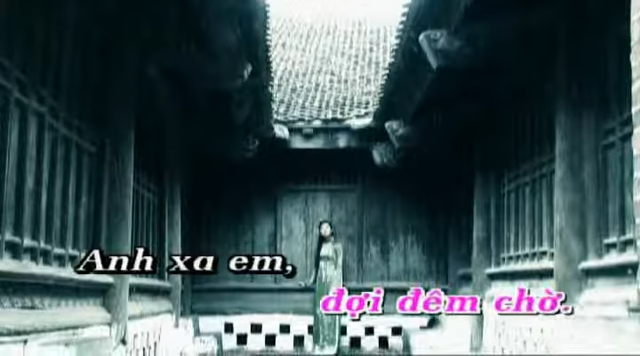 Anh xa em,
đợi đêm chờ.